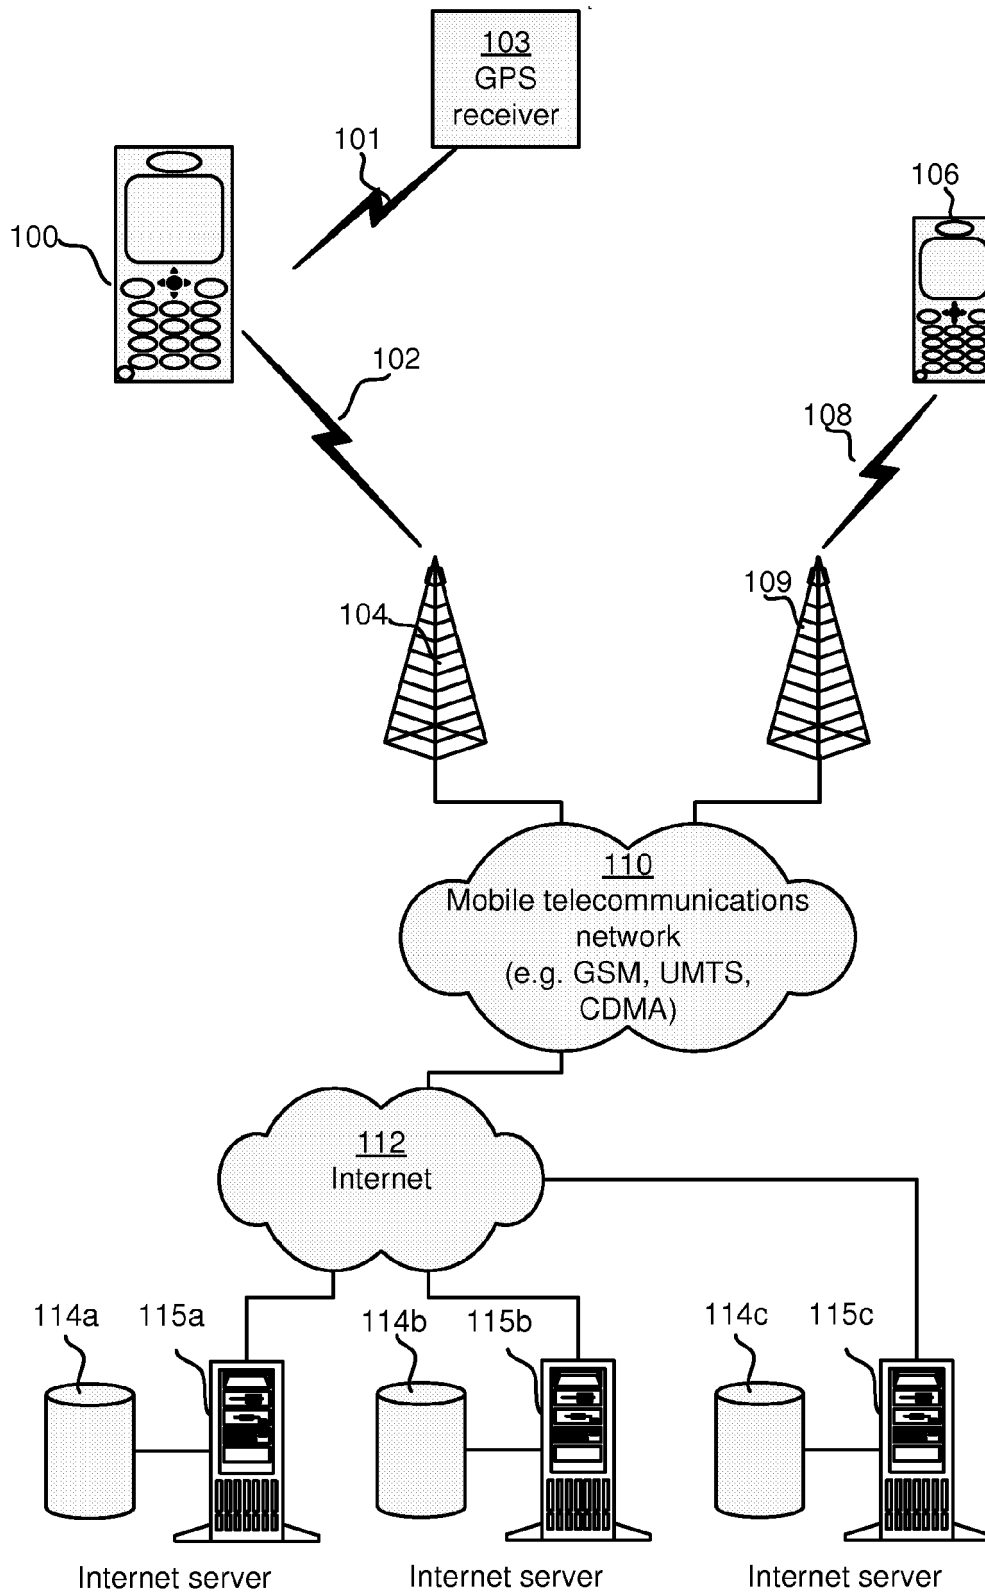 103
GPS
receiver
101
106
100
102
108
109
104
110
Mobile telecommunications
network
(e.g. GSM, UMTS,
CDMA)
112
Internet
114a
115a
114b
115b
114c
115c
Internet server
Internet server
Internet server